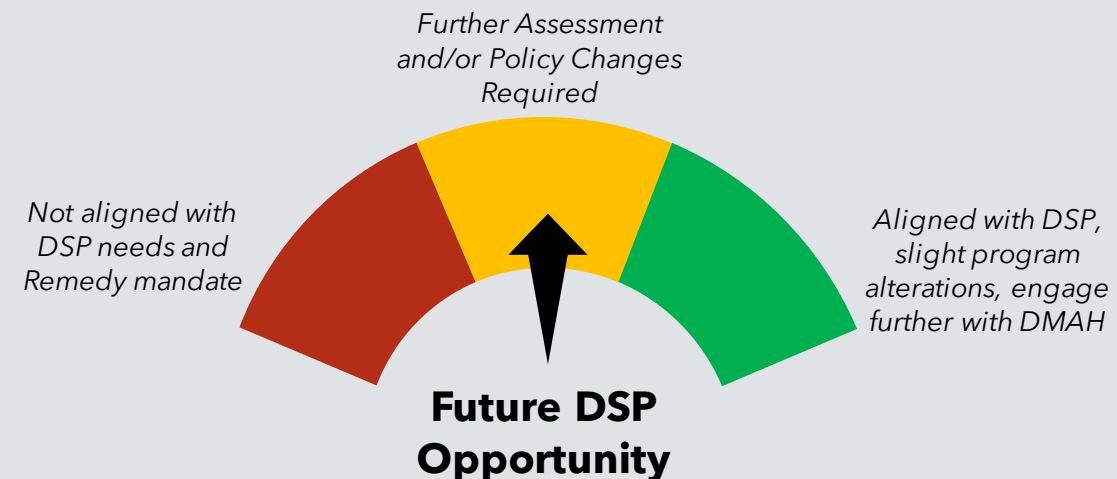 Further Assessment
and/or Policy Changes
Required
Not aligned with
DSP needs and
Remedy mandate
Aligned with DSP,
slight program
alterations, engage
further with DMAH
Future DSP
Opportunity